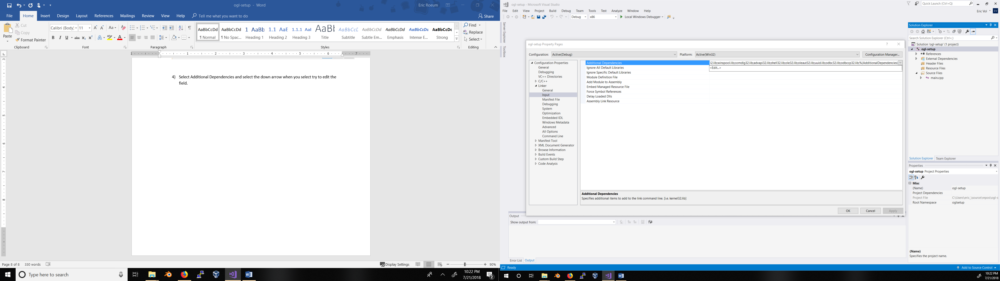 ogl-setup - Word
Eric Roeum
File Home Insert Design Layout References Mailings Review View Help Tell me what you want to do Share
Paste
Cut
Copy
Format Painter
Clipboard
Calibri (Body) 11
Font
Paragraph
AaBbCcDd AaBbCcDd 1 AaBb 1.1 AaE 1.1.1 Aal AaBl AaBbCcD AaBbCcDd AaBbCcDd AaBbCcDd AaBbCcDc
¶ Normal ¶ No Spac... Heading 1 Heading 2 Heading 3 Title Subtitle Subtle Em... Emphasis Intense E... Strong
Styles
Find
Replace
Select
Editing
4) Select Additional Dependencies and select the down arrow when you select try to edit the
field.
Page 8 of 8 330 words
Display Settings 90%
Type here to search
10:22 PM
7/21/2018
ogl-setup - Microsoft Visual Studio
Quick Launch (Ctrl+Q)
File Edit View Project Build Debug Team Tools Test Analyze Window Help
Eric Vol EV
Debug x86 Local Windows Debugger
Server Explorer
Toolbox
ogl-setup Property Pages
Configuration: Active(Debug) Platform: Active(Win32) Configuration Manager...
Configuration Properties
General
Debugging
VC++ Directories
C/C++
Linker
General
Input
Manifest File
Debugging
System
Optimization
Embedded IDL
Windows Metadata
Advanced
All Options
Command Line
Manifest Tool
XML Document Generator
Browse Information
Build Events
Custom Build Step
Code Analysis
Additional Dependencies l2.lib;winspool.lib;comdlg32.lib;advapi32.lib;shell32.lib;ole32.lib;oleaut32.lib;uuid.lib;odbc32.lib;odbccp32.lib;%(AdditionalDependencies)
Ignore All Default Libraries <Edit...>
Ignore Specific Default Libraries
Module Definition File
Add Module to Assembly
Embed Managed Resource File
Force Symbol References
Delay Loaded Dlls
Assembly Link Resource
Additional Dependencies
Specifies additional items to add to the link command line. [i.e. kernel32.lib]
OK Cancel Apply
Output
Show output from:
Error List Output
Ready
Solution Explorer
Search Solution Explorer (Ctrl+;)
Solution 'ogl-setup' (1 project)
ogl-setup
References
External Dependencies
Header Files
Resource Files
Source Files
main.cpp
Solution Explorer Team Explorer
Properties
ogl-setup Project Properties
Misc
(Name) ogl-setup
Project Dependencies
Project File C:\Users\eric_\source\repos\ogl-s
Root Namespace oglsetup
(Name)
Specifies the project name.
Add to Source Control
10:22 PM
7/21/2018